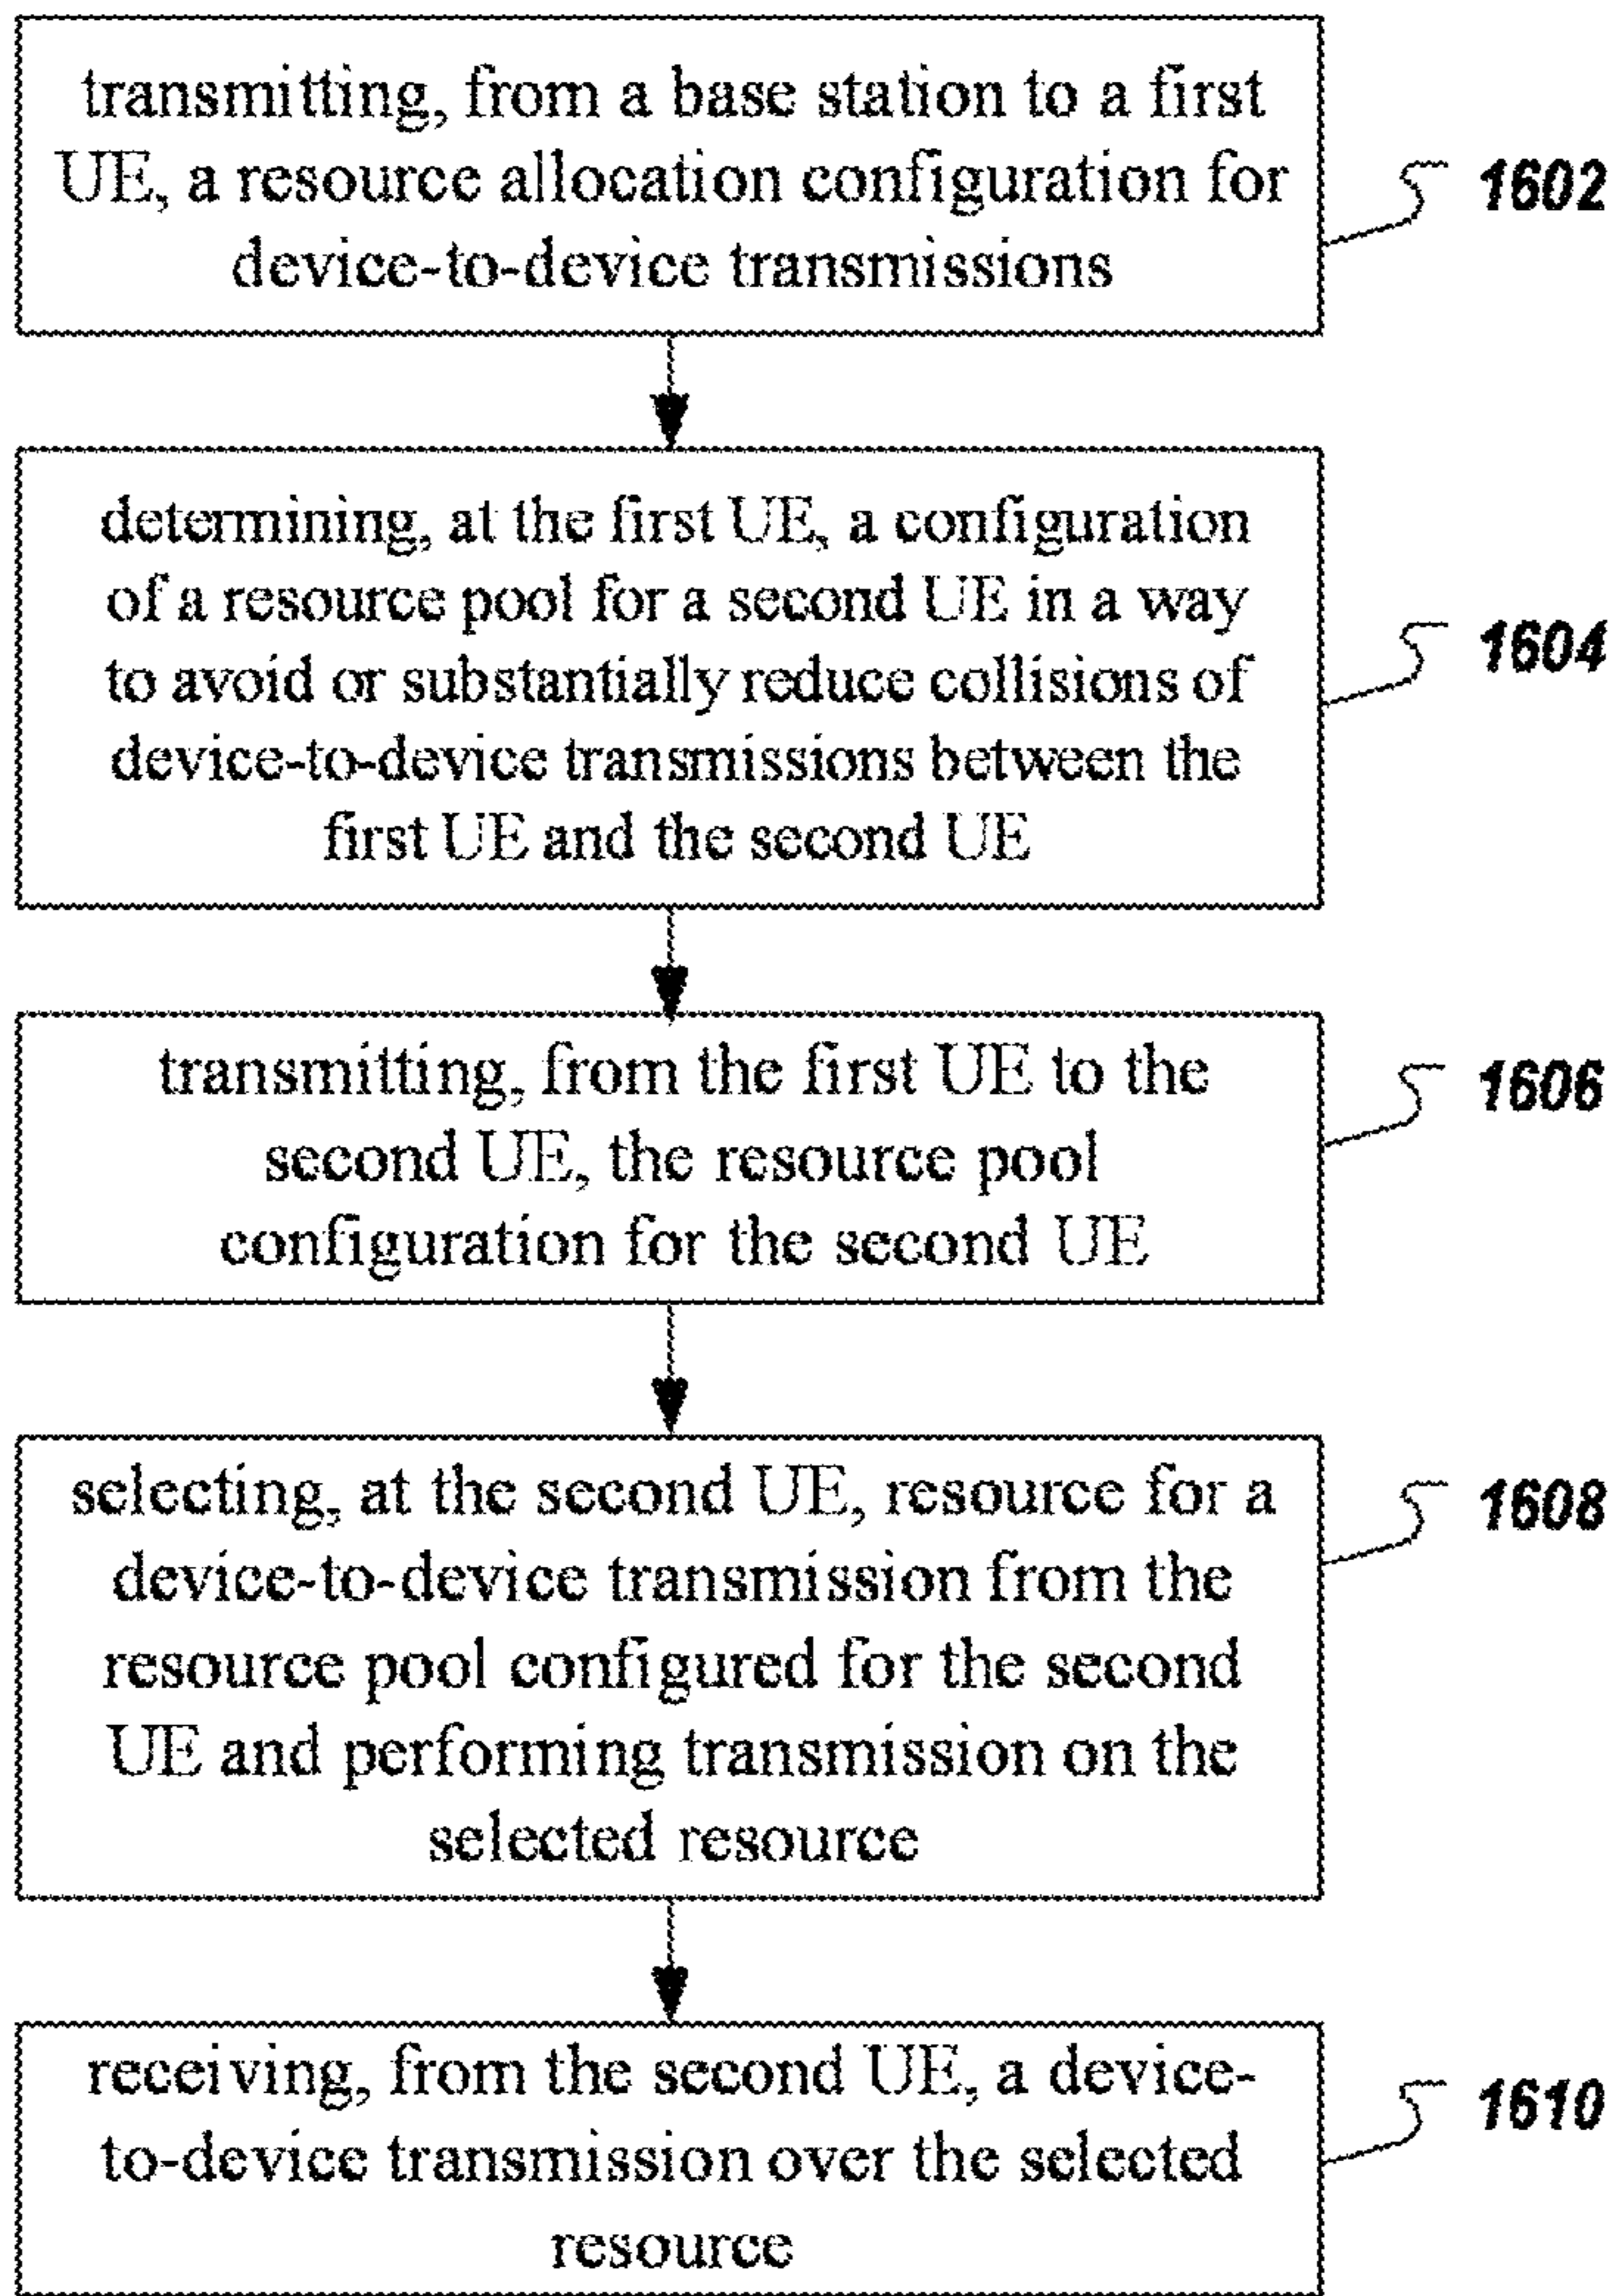 transmitting, from a base station to a first
UE, a resource allocation configuration for
device-to-device transmissions
1602
determining, at the first UE, a configuration
of a resource pool for a second UE in a way
to avoid or substantially reduce collisions of
device-to-device transmissions between the
first UE and the second UE
1604
transmitting, from the first UE to the
second UE, the resource pool
configuration for the second UE
1606
selecting, at the second UE, resource for a
device-to-device transmission from the
resource pool configured for the second
UE and performing transmission on the
selected resource
1608
receiving, from the second UE, a device-
to-device transmission over the selected
resource
1610